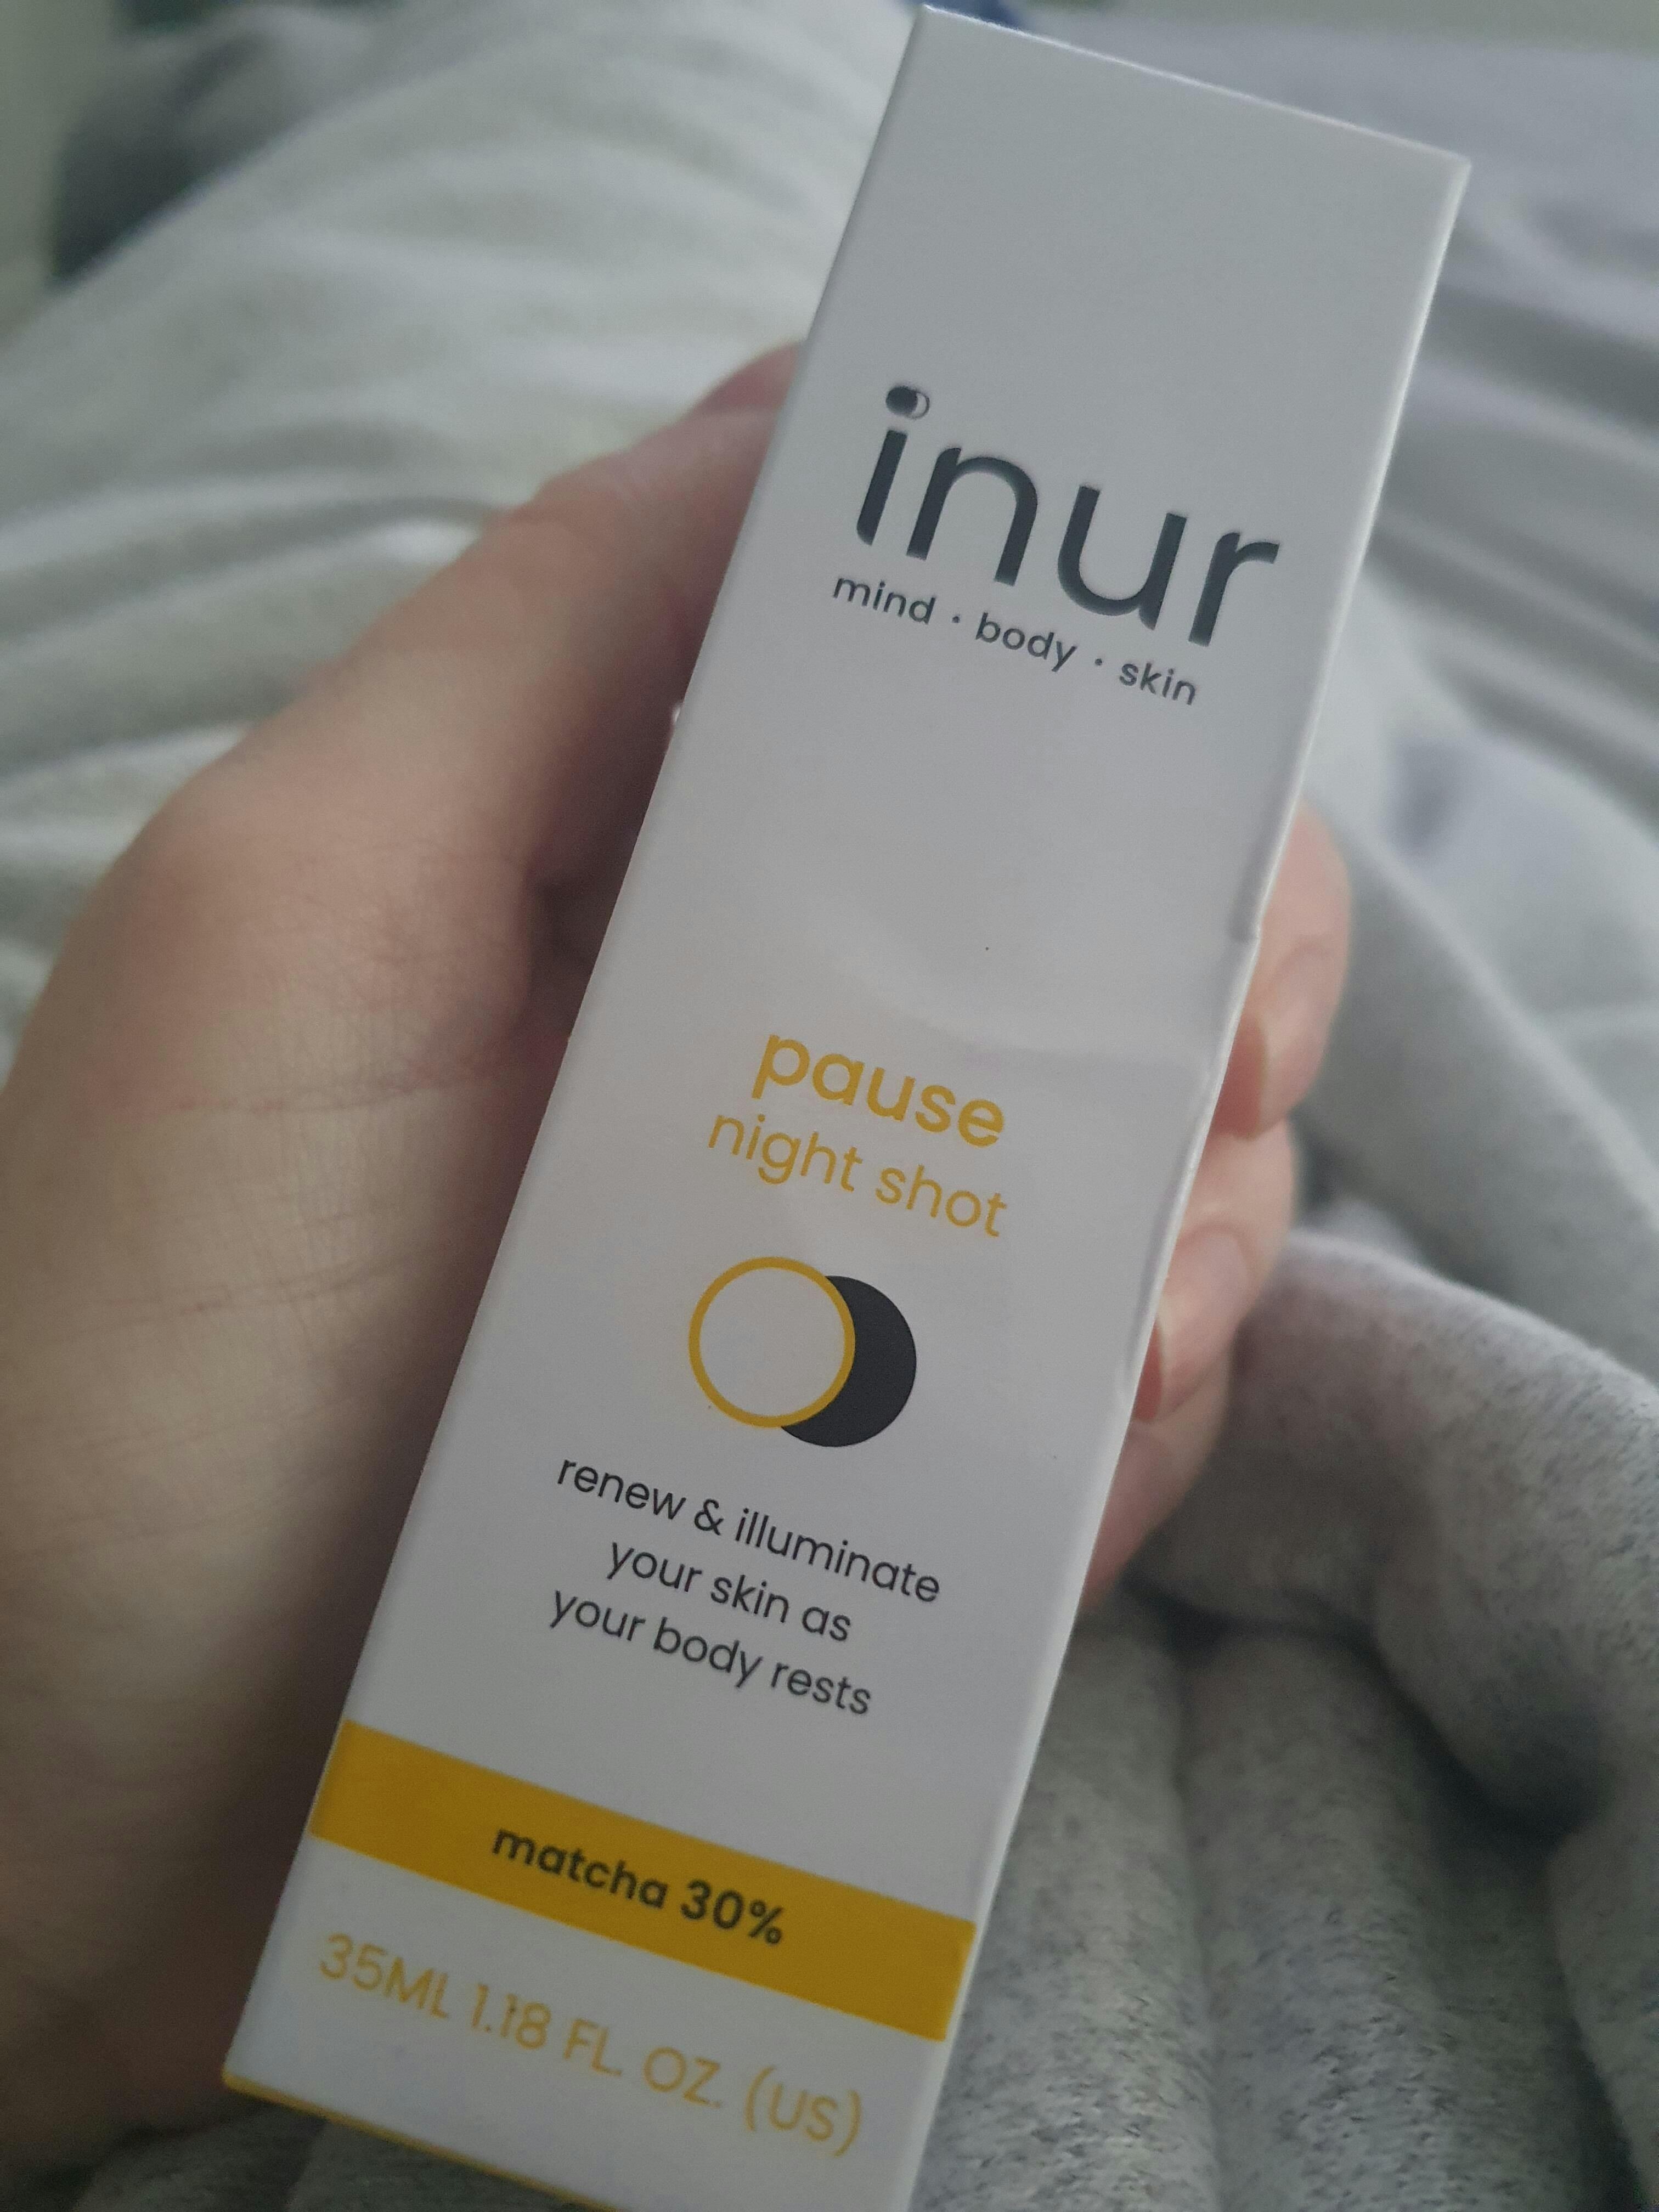 inur
mind · body · skin
pause
night shot
renew & illuminate
your skin as
your body rests
matcha 30%
35ML 1.18 FL. OZ. (US)